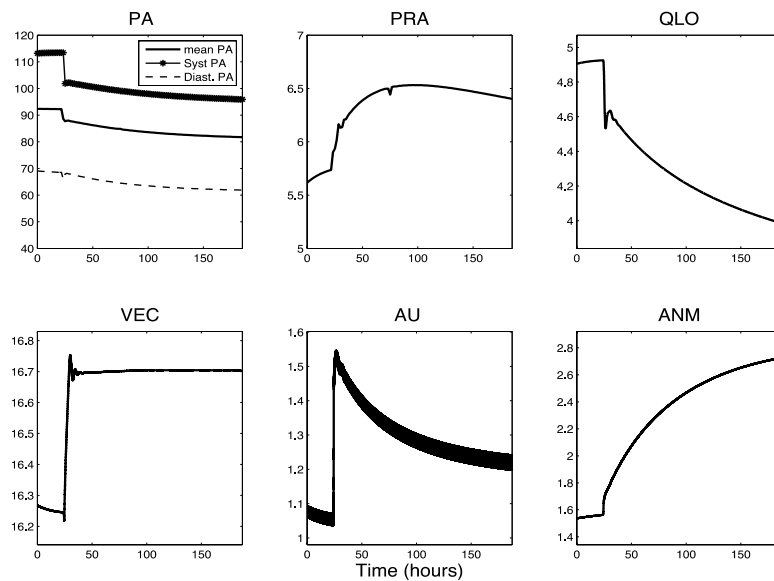 PA
PRA
QLO
120
110
100
90
80
70
60
50
40
mean PA
Syst PA
Diast. PA
0 50 100 150
7
6.5
6
5.5
5
0 50 100 150
5
4.8
4.6
4.4
4.2
4
0 50 100 150
VEC
AU
ANM
16.8
16.7
16.6
16.5
16.4
16.3
16.2
0 50 100 150
1.6
1.5
1.4
1.3
1.2
1.1
1
0 50 100 150
2.8
2.6
2.4
2.2
2
1.8
1.6
1.4
0 50 100 150
Time (hours)